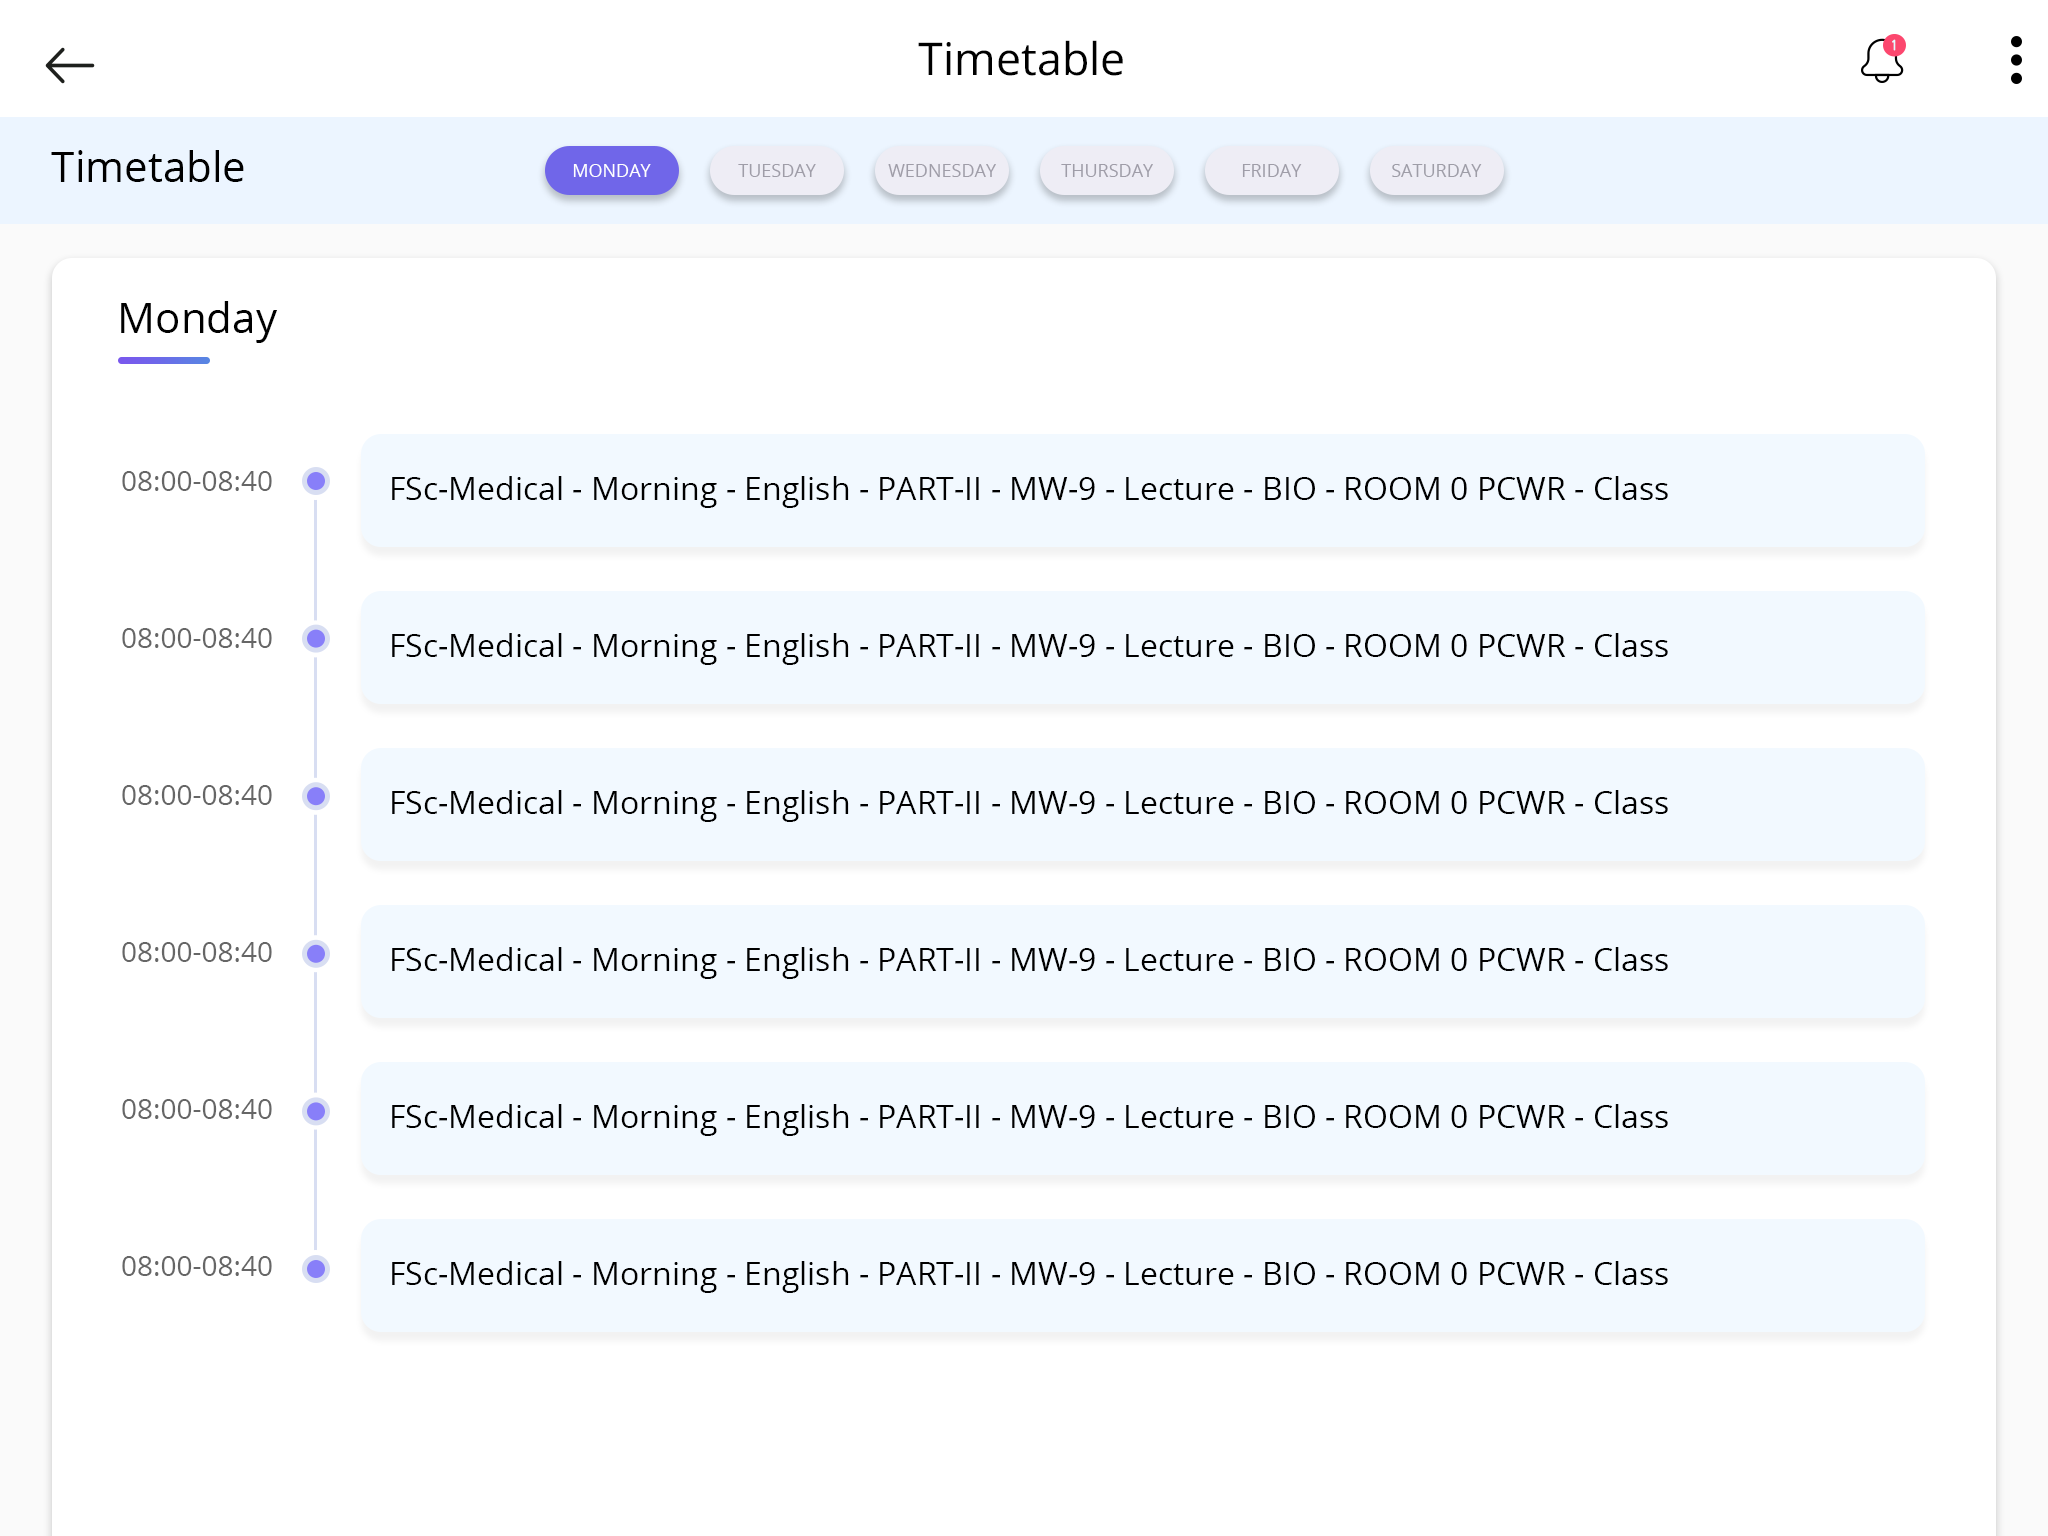 Timetable
1
Timetable
MONDAY
TUESDAY
WEDNESDAY
THURSDAY
FRIDAY
SATURDAY
Monday
08:00-08:40
FSc-Medical - Morning - English - PART-II - MW-9 - Lecture - BIO - ROOM 0 PCWR - Class
08:00-08:40
FSc-Medical - Morning - English - PART-II - MW-9 - Lecture - BIO - ROOM 0 PCWR - Class
08:00-08:40
FSc-Medical - Morning - English - PART-II - MW-9 - Lecture - BIO - ROOM 0 PCWR - Class
08:00-08:40
FSc-Medical - Morning - English - PART-II - MW-9 - Lecture - BIO - ROOM 0 PCWR - Class
08:00-08:40
FSc-Medical - Morning - English - PART-II - MW-9 - Lecture - BIO - ROOM 0 PCWR - Class
08:00-08:40
FSc-Medical - Morning - English - PART-II - MW-9 - Lecture - BIO - ROOM 0 PCWR - Class